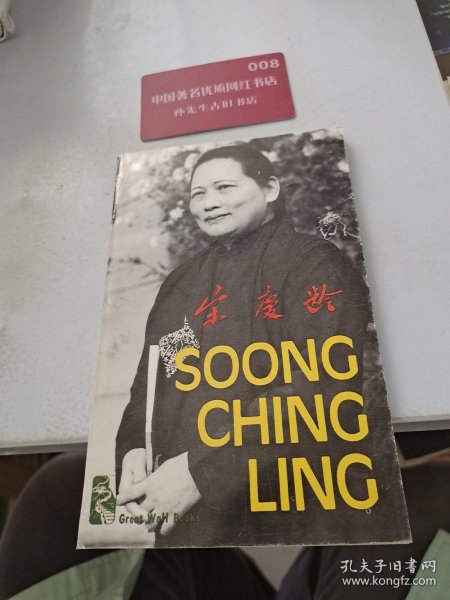 008
中国著名优质网红书店
孙先生古旧书店
宋庆龄
SOONG
CHING
LING
Great Wall Books
孔夫子旧书网
www.kongfz.com